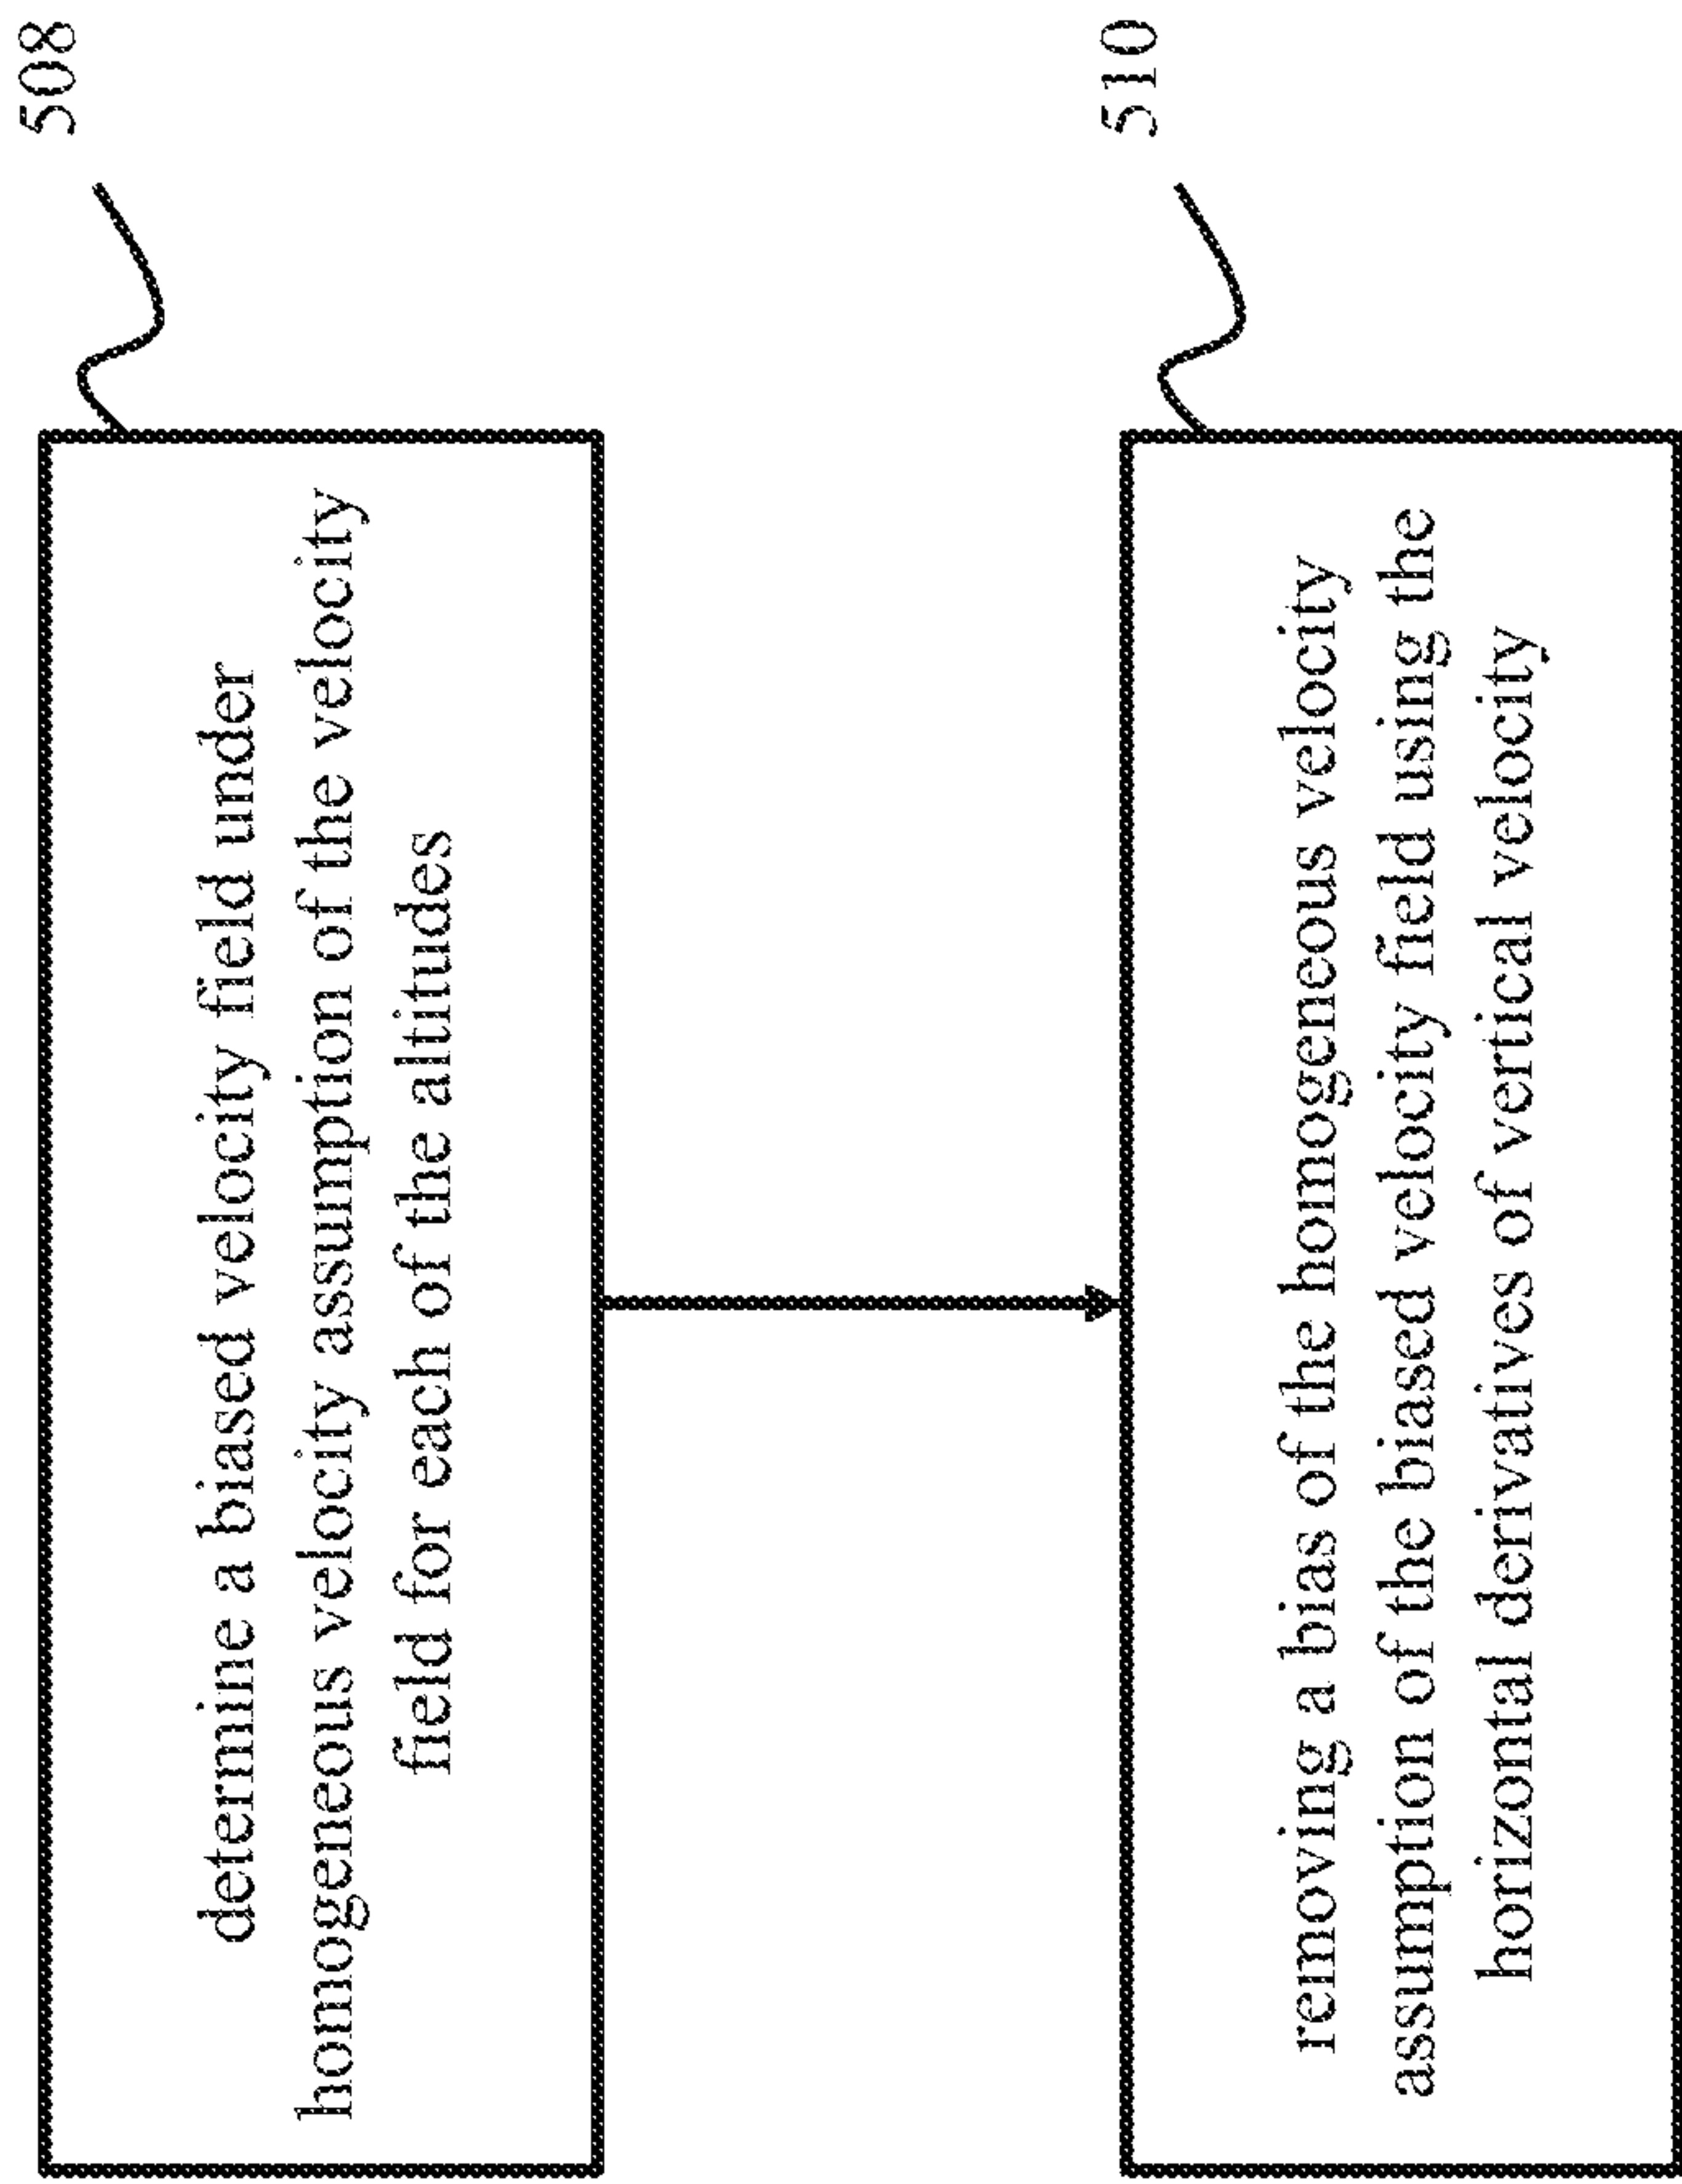 508
determine a biased velocity field under
homogeneous velocity assumption of the velocity
field for each of the altitudes
510
removing a bias of the homogeneous velocity
assumption of the biased velocity field using the
horizontal derivatives of vertical velocity